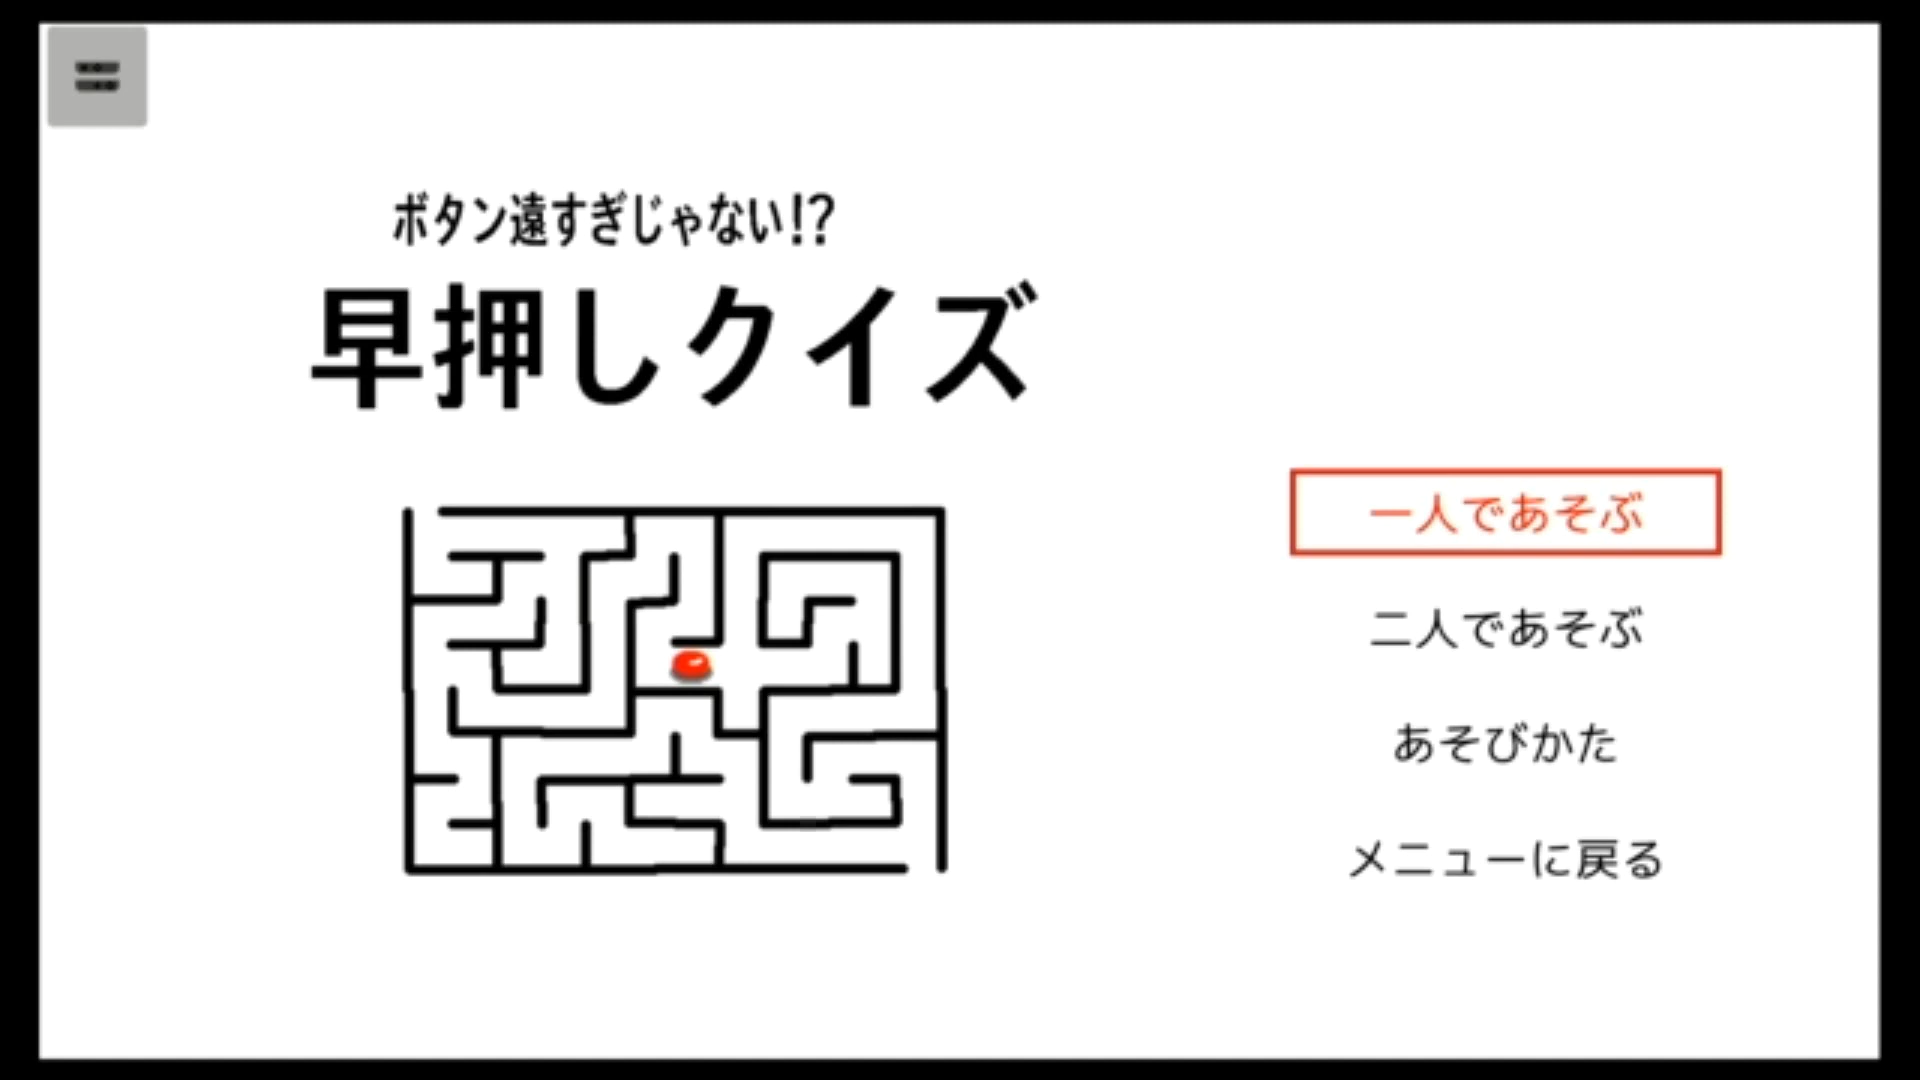 ボタン遠すぎじゃない!?
早押しクイズ
一人であそぶ
二人であそぶ
あそびかた
メニューに戻る